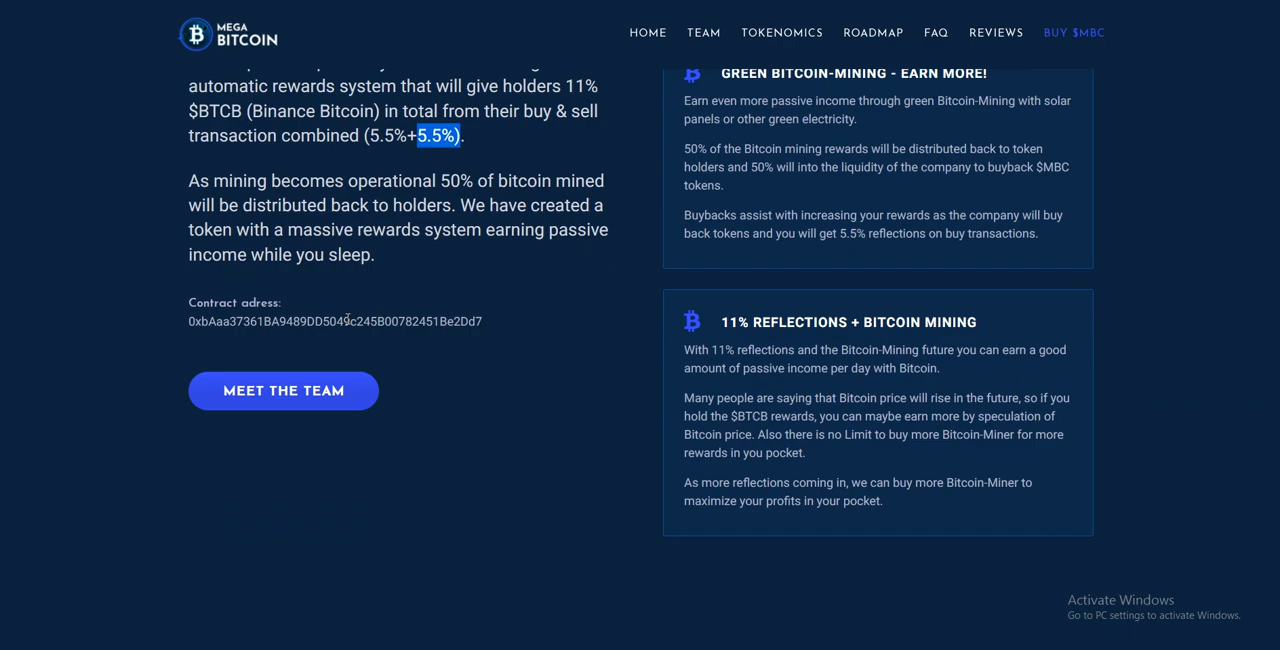 MEGA
BITCOIN
HOME TEAM TOKENOMICS ROADMAP FAQ REVIEWS BUY $MBC
automatic rewards system that will give holders 11%
$BTCB (Binance Bitcoin) in total from their buy & sell
transaction combined (5.5%+5.5%).
As mining becomes operational 50% of bitcoin mined
will be distributed back to holders. We have created a
token with a massive rewards system earning passive
income while you sleep.
Contract adress:
0xbAaa37361BA9489DD5049c245B00782451Be2Dd7
MEET THE TEAM
GREEN BITCOIN-MINING - EARN MORE!
Earn even more passive income through green Bitcoin-Mining with solar
panels or other green electricity.
50% of the Bitcoin mining rewards will be distributed back to token
holders and 50% will into the liquidity of the company to buyback $MBC
tokens.
Buybacks assist with increasing your rewards as the company will buy
back tokens and you will get 5.5% reflections on buy transactions.
11% REFLECTIONS + BITCOIN MINING
With 11% reflections and the Bitcoin-Mining future you can earn a good
amount of passive income per day with Bitcoin.
Many people are saying that Bitcoin price will rise in the future, so if you
hold the $BTCB rewards, you can maybe earn more by speculation of
Bitcoin price. Also there is no Limit to buy more Bitcoin-Miner for more
rewards in you pocket.
As more reflections coming in, we can buy more Bitcoin-Miner to
maximize your profits in your pocket.
Activate Windows
Go to PC settings to activate Windows.